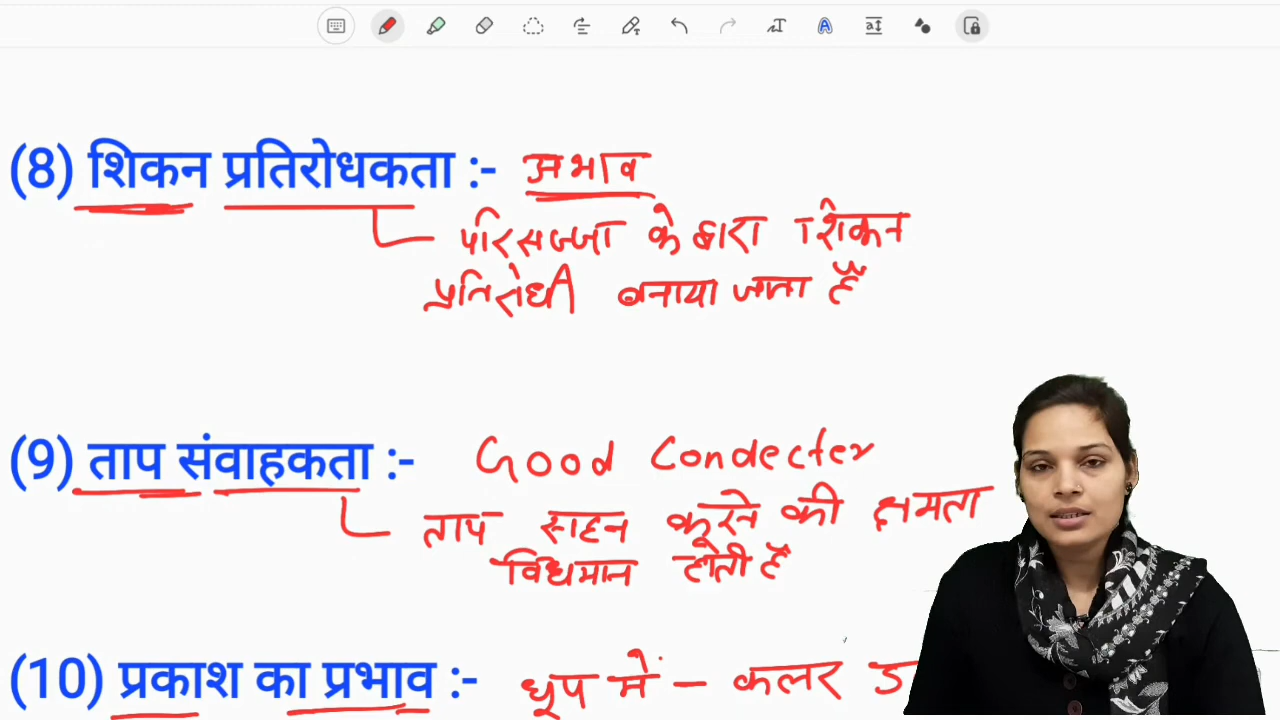 (8) शिकन प्रतिरोधकता :- अभाव
परिसज्जा के द्वारा शिकन
प्रतिरोधी बनाया जाता है
(9) ताप संवाहकता :- Good Condecter
ताप सहन करने की क्षमता
विद्यमान होती है
(10) प्रकाश का प्रभाव :- धूप में – कलर